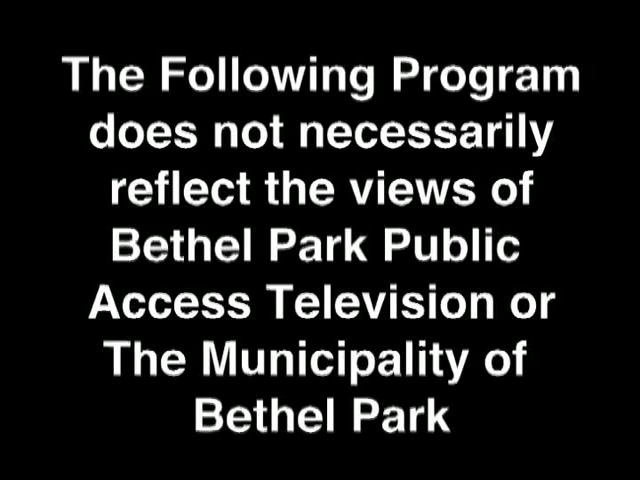 The Following Program
does not necessarily
reflect the views of
Bethel Park Public
Access Television or
The Municipality of
Bethel Park